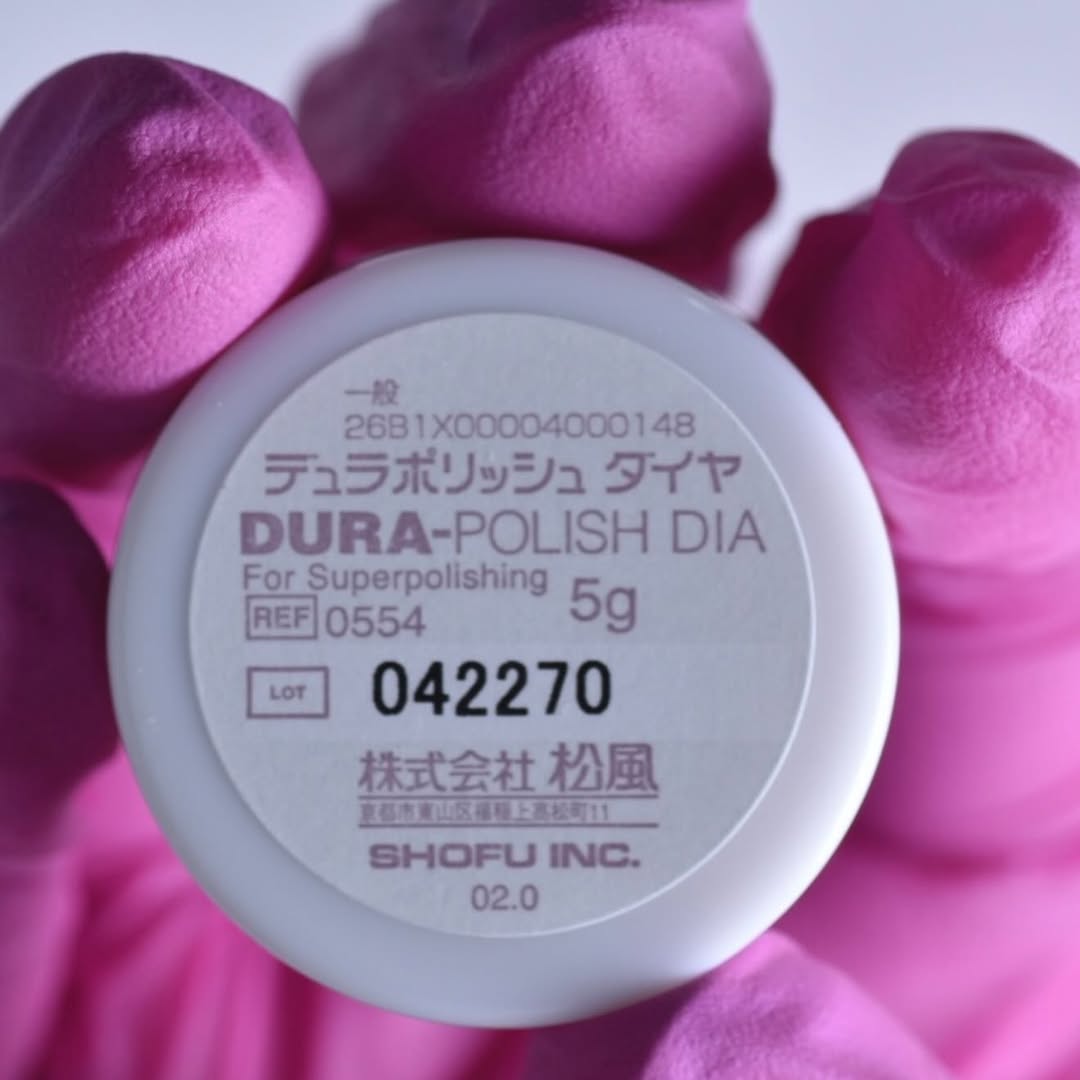 一般
26B1X00004000148
デュラポリッシュ ダイヤ
DURA-POLISH DIA
For Superpolishing 5g
REF 0554
LOT 042270
株式会社 松風
京都市東山区福稲上高松町11
SHOFU INC.
02.0